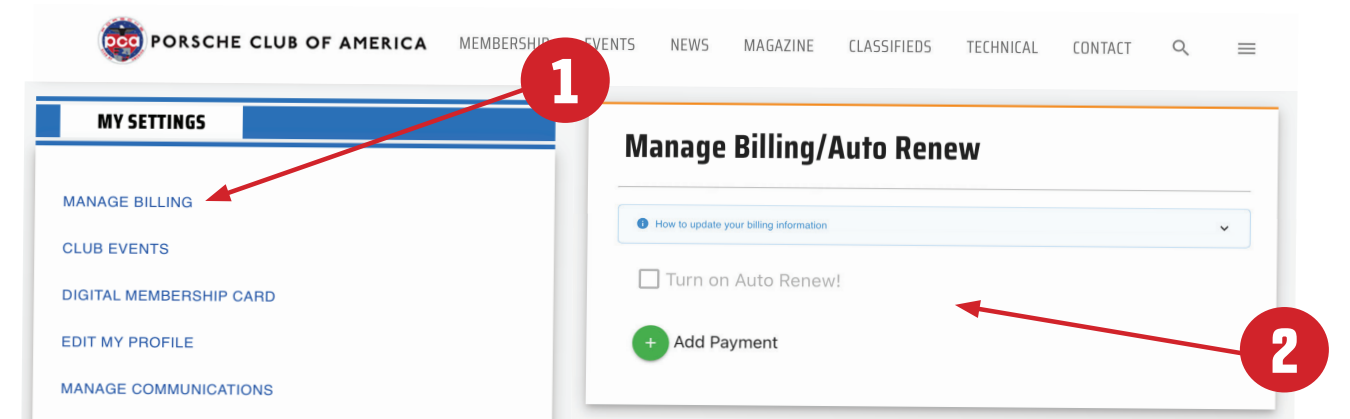 pca PORSCHE CLUB OF AMERICA MEMBERSHIP EVENTS NEWS MAGAZINE CLASSIFIEDS TECHNICAL CONTACT
1
MY SETTINGS
MANAGE BILLING
CLUB EVENTS
DIGITAL MEMBERSHIP CARD
EDIT MY PROFILE
MANAGE COMMUNICATIONS
Manage Billing/Auto Renew
How to update your billing information
Turn on Auto Renew!
2
Add Payment